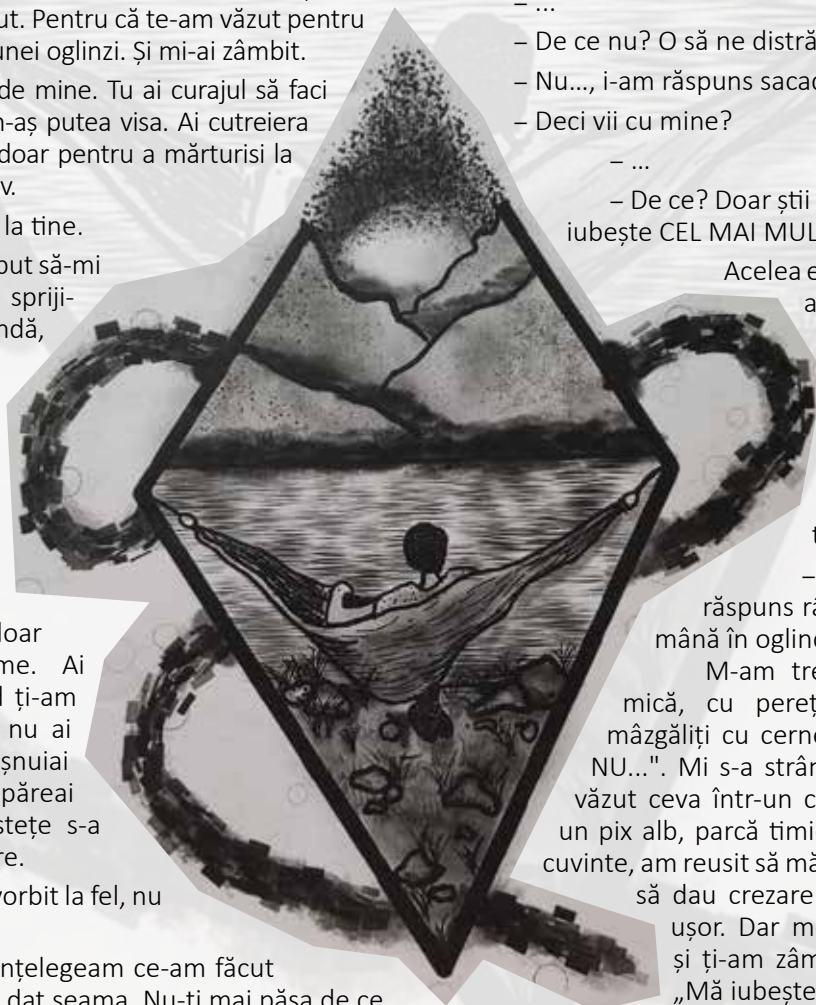 ut. Pentru că te-am văzut pentru
unei oglinzi. Și mi-ai zâmbit.
de mine. Tu ai curajul să faci
n-aș putea visa. Ai cutreiera
doar pentru a mărturisi la
v.
la tine.
put să-mi
spriji-
ndă,
doar
me. Ai
d ți-am
nu ai
șnuiai
păreai
stețe s-a
re.
vorbit la fel, nu
nțelegeam ce-am făcut
dat seama. Nu-ți mai păsa de ce
– ...
– De ce nu? O să ne distră
– Nu..., i-am răspuns sacad
– Deci vii cu mine?
– ...
– De ce? Doar știi
iubește CEL MAI MUL
Acelea e
a
t
–
răspuns râ
mână în oglind
M-am tre
mică, cu pereț
mâzgăliți cu cerne
NU...". Mi s-a strân
văzut ceva într-un c
un pix alb, parcă timi
cuvinte, am reusit să mă
să dau crezare
ușor. Dar m
și ți-am zâm
„Mă iubește